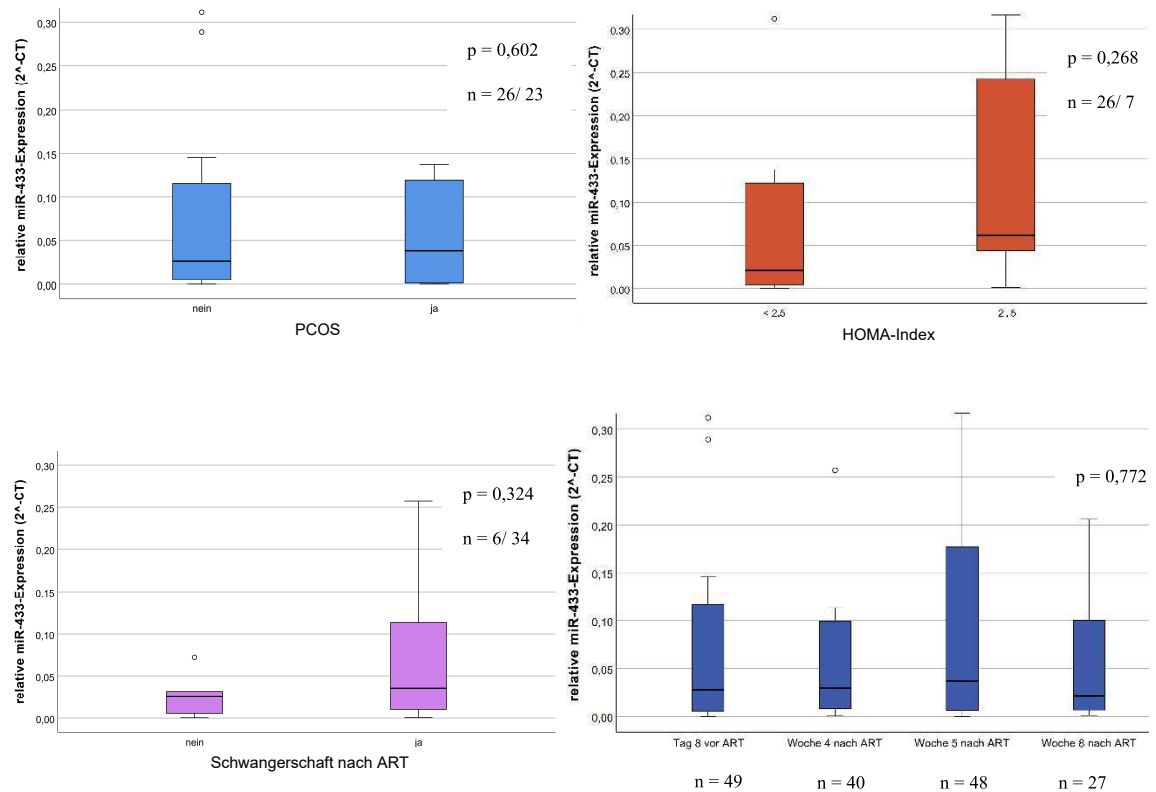 relative miR-433-Expression (2^-CT)
0,30
0,25
0,20
0,15
0,10
0,05
0,00
p = 0,602
n = 26/ 23
nein
ja
PCOS
relative miR-433-Expression (2^-CT)
0,30
0,25
0,20
0,15
0,10
0,05
0,00
p = 0,268
n = 26/ 7
< 2,5
2,5
HOMA-Index
relative miR-433-Expression (2^-CT)
0,30
0,25
0,20
0,15
0,10
0,05
0,00
p = 0,324
n = 6/ 34
nein
ja
Schwangerschaft nach ART
relative miR-433-Expression (2^-CT)
0,30
0,25
0,20
0,15
0,10
0,05
0,00
p = 0,772
Tag 8 vor ART
Woche 4 nach ART
Woche 5 nach ART
Woche 6 nach ART
n = 49
n = 40
n = 48
n = 27